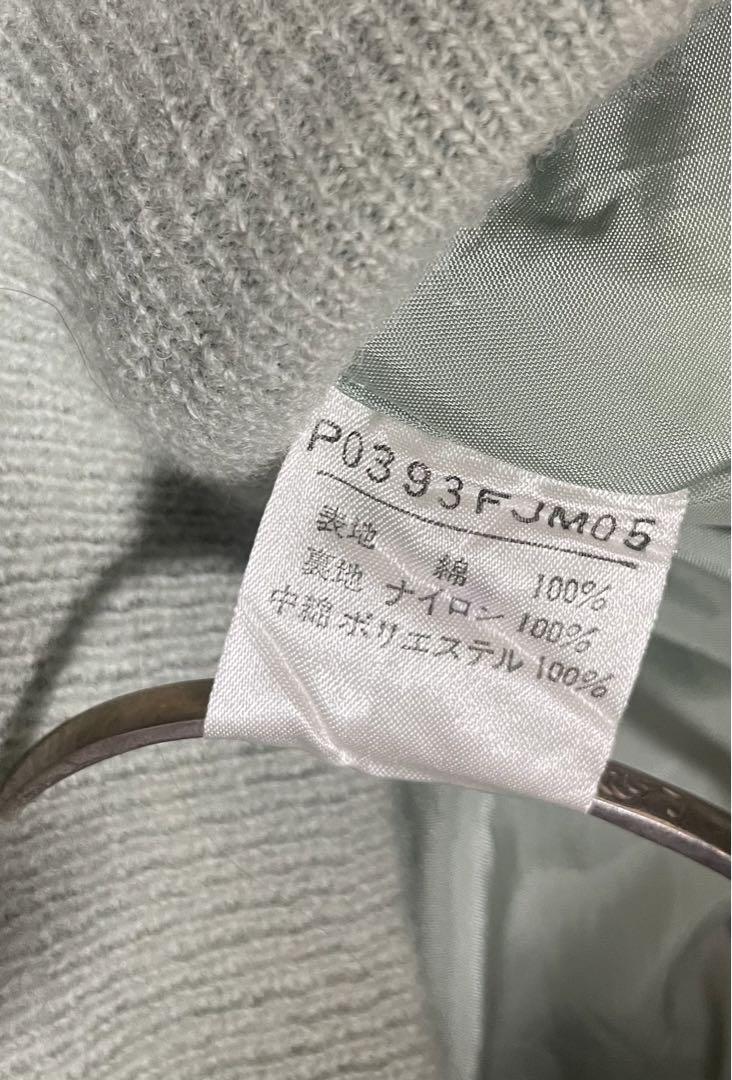 P0393FJM05
表地 綿 100%
裏地 ナイロン 100%
中綿 ポリエステル 100%